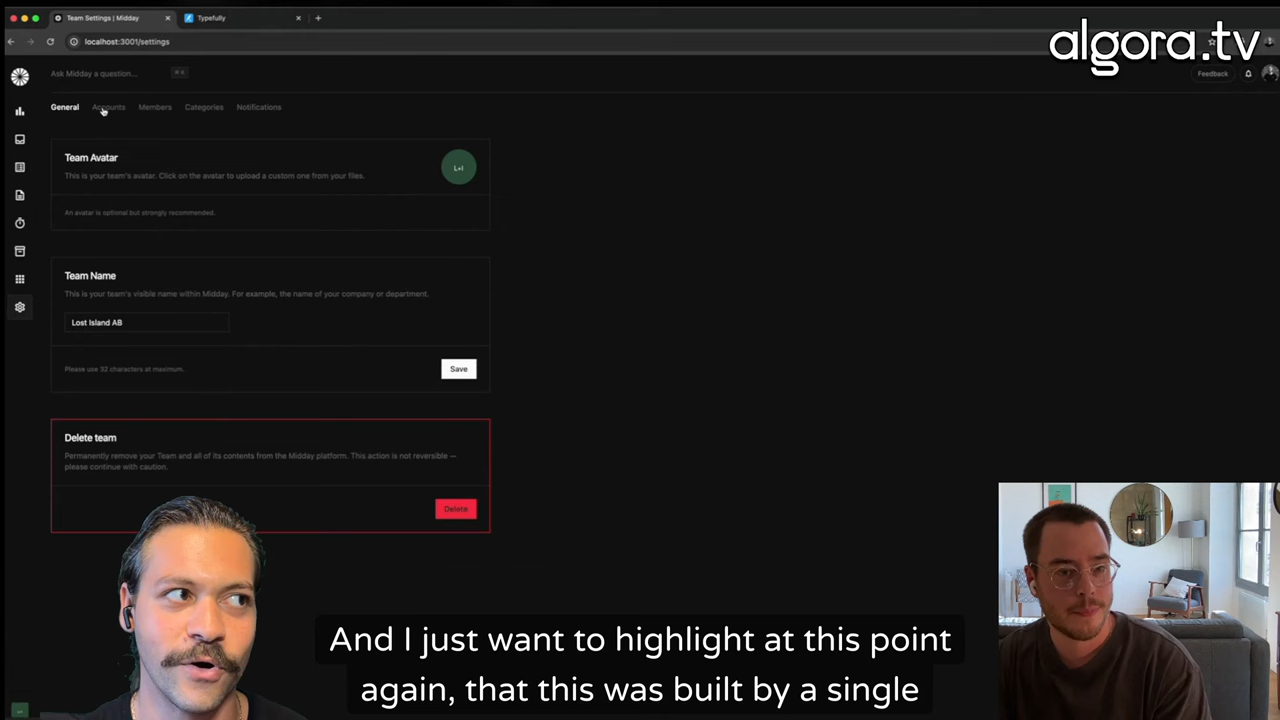 Team Settings | Midday
Typefully
localhost:3001/settings
algora.tv
Ask Midday a question...
⌘ K
Feedback
General
Accounts
Members
Categories
Notifications
Team Avatar
This is your team's avatar. Click on the avatar to upload a custom one from your files.
L+I
An avatar is optional but strongly recommended.
Team Name
This is your team's visible name within Midday. For example, the name of your company or department.
Lost Island AB
Please use 32 characters at maximum.
Save
Delete team
Permanently remove your Team and all of its contents from the Midday platform. This action is not reversible —
please continue with caution.
Delete
And I just want to highlight at this point
again, that this was built by a single